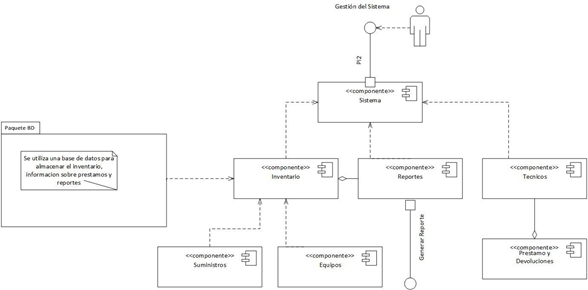 Gestión del Sistema
Pt2
<<componente>>
Sistema
Paquete BD
Se utiliza una base de datos para
almacenar el inventario,
informacion sobre prestamos y
reportes
<<componente>>
Inventario
<<componente>>
Reportes
<<componente>>
Tecnicos
Generar Reporte
<<componente>>
Suministros
<<componente>>
Equipos
<<componente>>
Prestamo y
Devoluciones